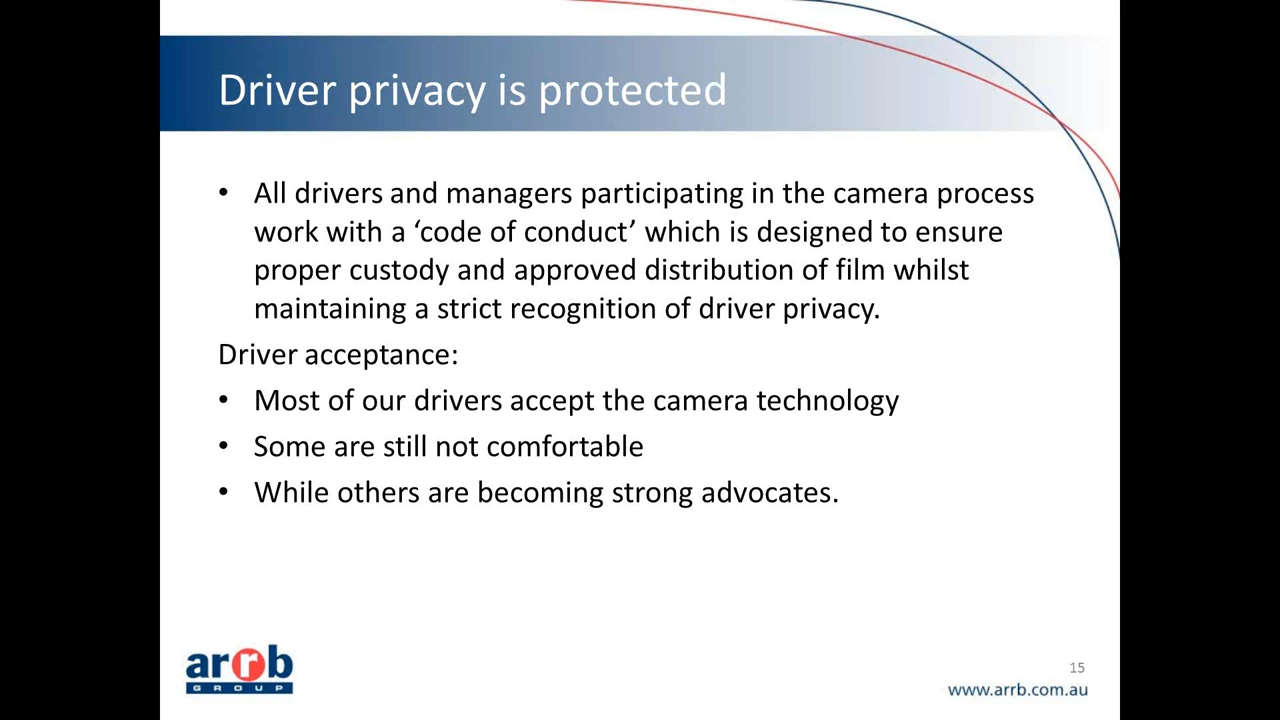 Driver privacy is protected
• All drivers and managers participating in the camera process
work with a ‘code of conduct’ which is designed to ensure
proper custody and approved distribution of film whilst
maintaining a strict recognition of driver privacy.
Driver acceptance:
• Most of our drivers accept the camera technology
• Some are still not comfortable
• While others are becoming strong advocates.
arrb
GROUP
15
www.arrb.com.au